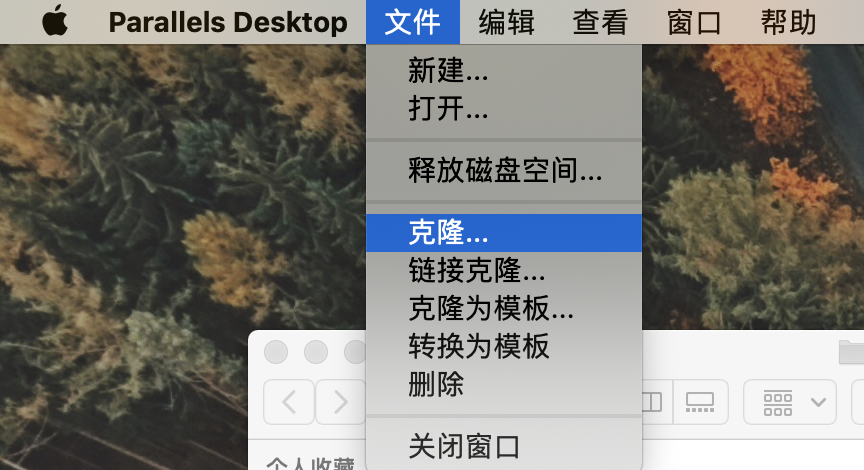 Parallels Desktop 文件 编辑 查看 窗口 帮助
新建...
打开...
释放磁盘空间...
克隆...
链接克隆...
克隆为模板...
转换为模板
删除
关闭窗口
个人收藏